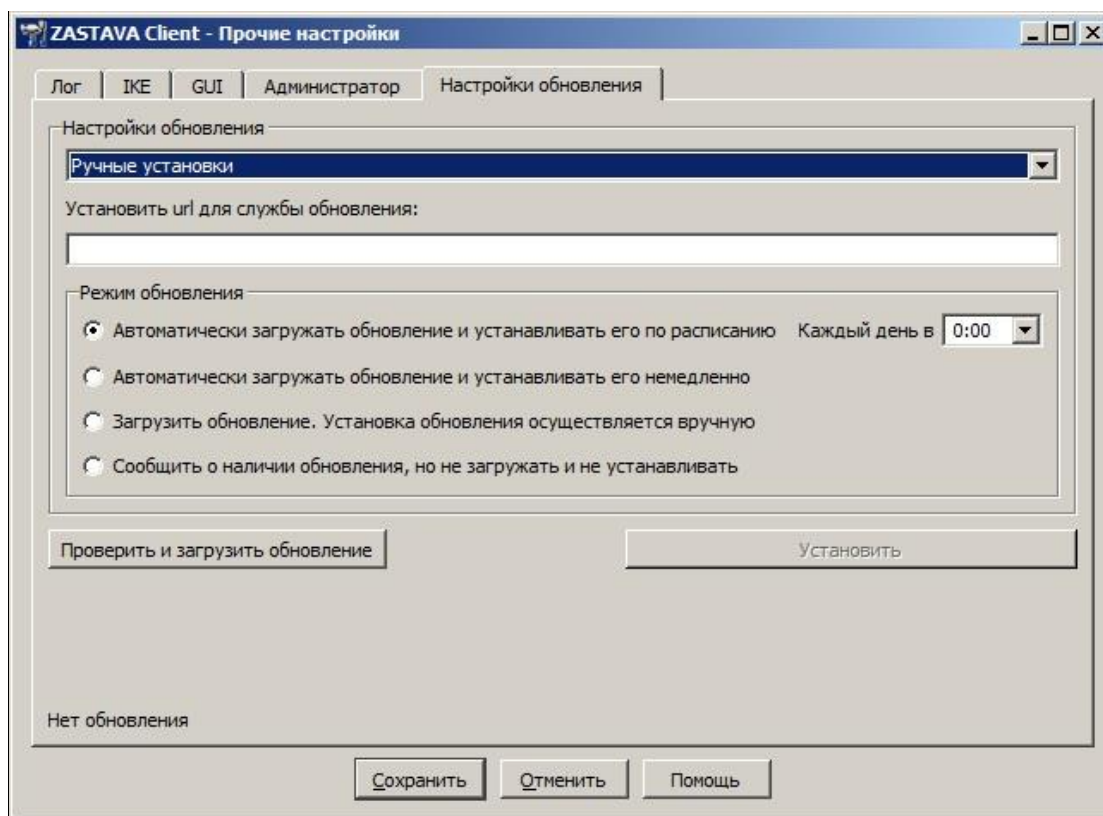 ZASTAVA Client - Прочие настройки
Лог IKE GUI Администратор Настройки обновления
Настройки обновления
Ручные установки
Установить url для службы обновления:
Режим обновления
Автоматически загружать обновление и устанавливать его по расписанию Каждый день в 0:00
Автоматически загружать обновление и устанавливать его немедленно
Загрузить обновление. Установка обновления осуществляется вручную
Сообщить о наличии обновления, но не загружать и не устанавливать
Проверить и загрузить обновление Установить
Нет обновления
Сохранить Отменить Помощь